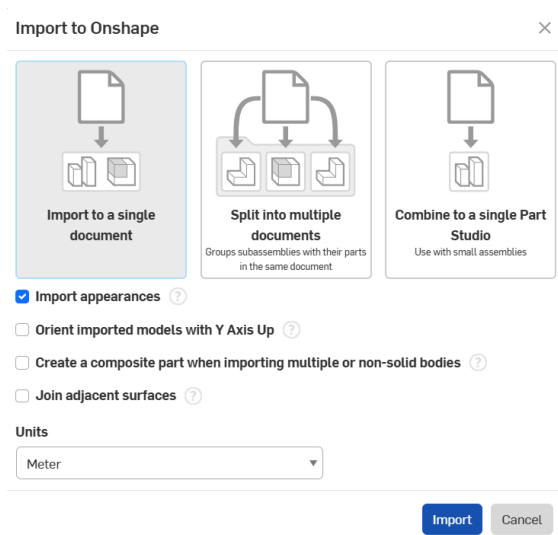 Import to Onshape
Import to a single
document
Split into multiple
documents
Groups subassemblies with their parts
in the same document
Combine to a single Part
Studio
Use with small assemblies
Import appearances ?
Orient imported models with Y Axis Up ?
Create a composite part when importing multiple or non-solid bodies ?
Join adjacent surfaces ?
Units
Meter
Import Cancel